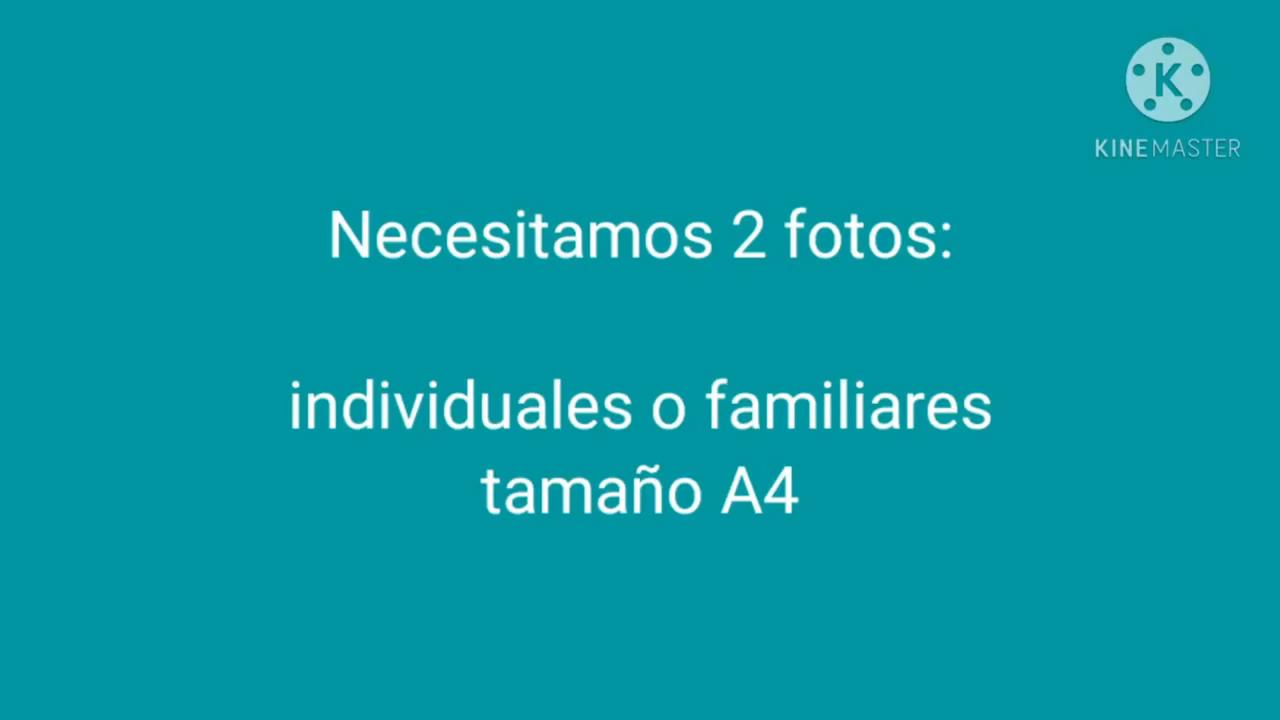 K
KINEMASTER
Necesitamos 2 fotos:
individuales o familiares
tamaño A4